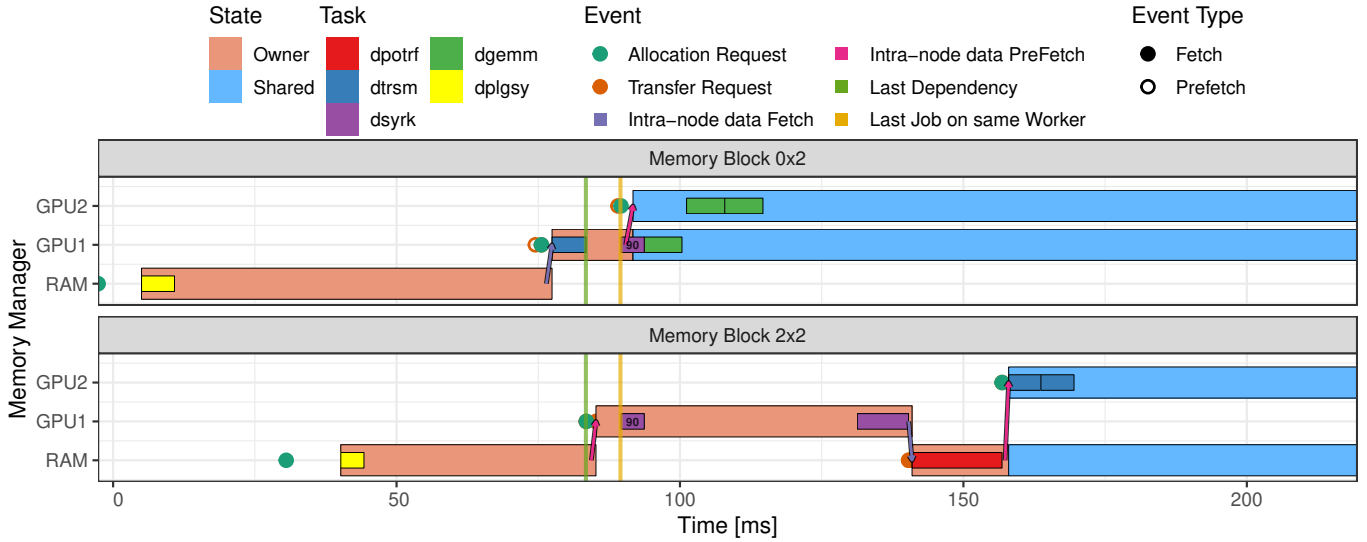 State Task Event Event Type
Owner dpotrf dgemm Allocation Request Intra−node data PreFetch Fetch
Shared dtrsm dplgsy Transfer Request Last Dependency Prefetch
dsyrk Intra−node data Fetch Last Job on same Worker
Memory Block 0x2
GPU2
GPU1 90
RAM
Memory Block 2x2
GPU2
GPU1 90
RAM
0 50 100 150 200
Time [ms]
Memory Manager